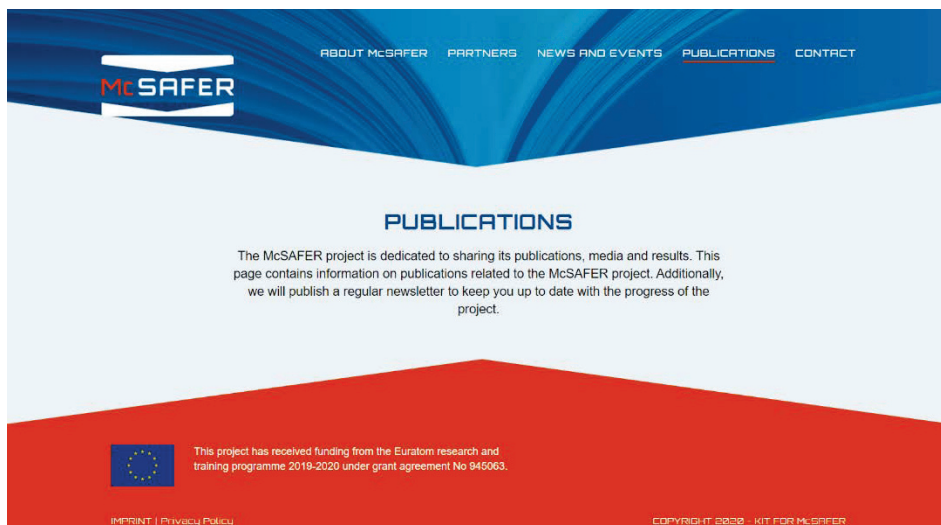 ABOUT McSAFER PARTNERS NEWS AND EVENTS PUBLICATIONS CONTACT
McSAFER
PUBLICATIONS
The McSAFER project is dedicated to sharing its publications, media and results. This
page contains information on publications related to the McSAFER project. Additionally,
we will publish a regular newsletter to keep you up to date with the progress of the
project.
This project has received funding from the Euratom research and
training programme 2019-2020 under grant agreement No 945063.
IMPRINT | Privacy Policy COPYRIGHT 2020 - KIT FOR McSAFER